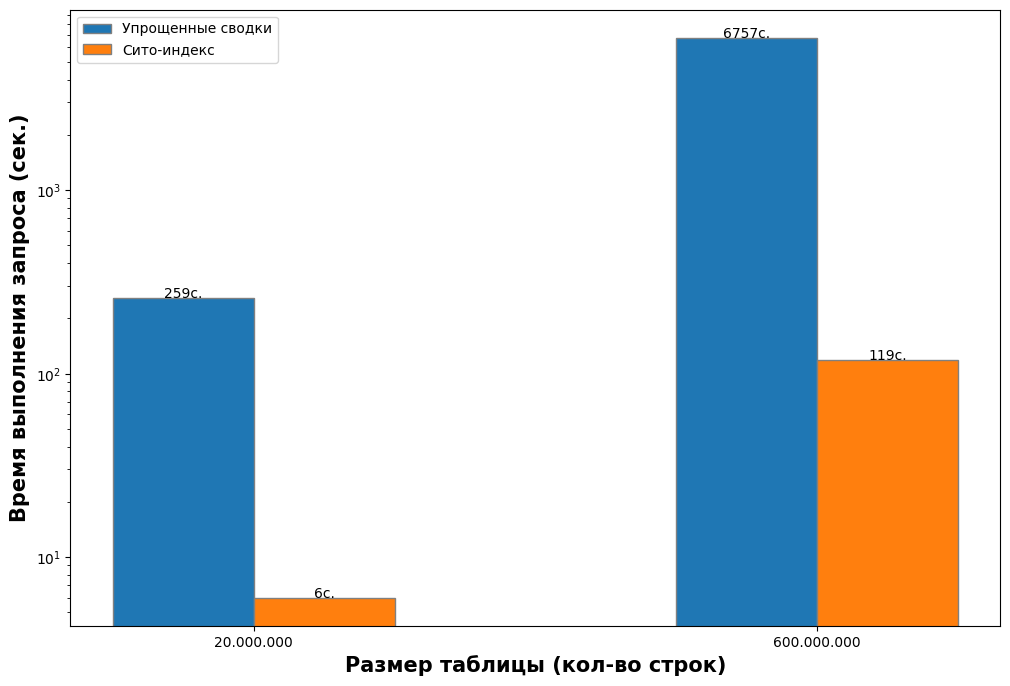 Упрощенные сводки
Сито-индекс
6757с.
259с.
119с.
6с.
10³
10²
10¹
Время выполнения запроса (сек.)
20.000.000
600.000.000
Размер таблицы (кол-во строк)